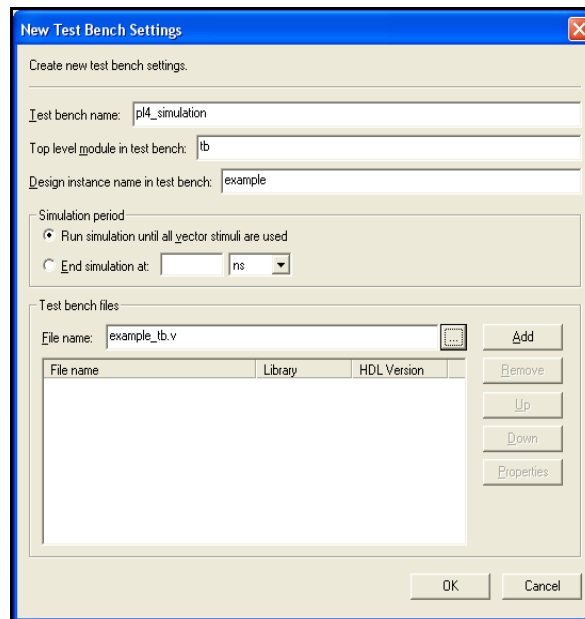 New Test Bench Settings
Create new test bench settings.
Test bench name: pl4_simulation
Top level module in test bench: tb
Design instance name in test bench: example
Simulation period
Run simulation until all vector stimuli are used
End simulation at: ns
Test bench files
File name: example_tb.v ... Add
File name Library HDL Version
Remove
Up
Down
Properties
OK Cancel